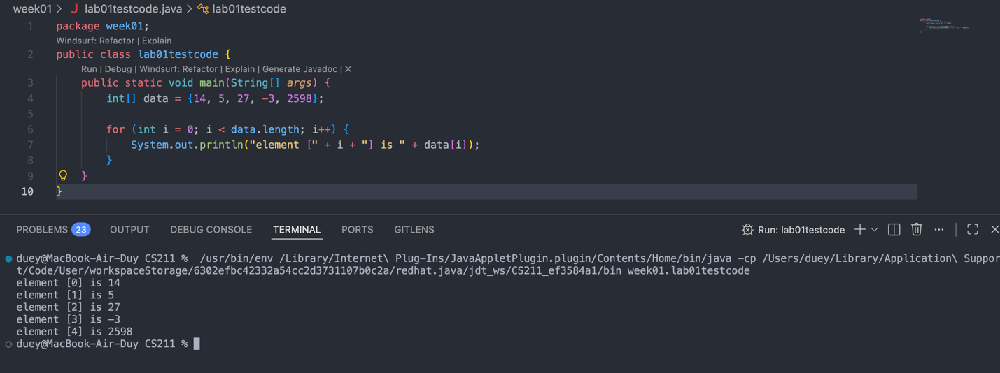 week01 > J lab01testcode.java > lab01testcode
1 package week01;
Windsurf: Refactor | Explain
2 public class lab01testcode {
Run | Debug | Windsurf: Refactor | Explain | Generate Javadoc | ×
3 public static void main(String[] args) {
4 int[] data = {14, 5, 27, -3, 2598};
5
6 for (int i = 0; i < data.length; i++) {
7 System.out.println("element [" + i + "] is " + data[i]);
8 }
9 }
10 }
PROBLEMS 23 OUTPUT DEBUG CONSOLE TERMINAL PORTS GITLENS Run: lab01testcode
duey@MacBook-Air-Duy CS211 % /usr/bin/env /Library/Internet\ Plug-Ins/JavaAppletPlugin.plugin/Contents/Home/bin/java -cp /Users/duey/Library/Application\ Suppor
t/Code/User/workspaceStorage/6302efbc42332a54cc2d3731107b0c2a/redhat.java/jdt_ws/CS211_ef3584a1/bin week01.lab01testcode
element [0] is 14
element [1] is 5
element [2] is 27
element [3] is -3
element [4] is 2598
duey@MacBook-Air-Duy CS211 %